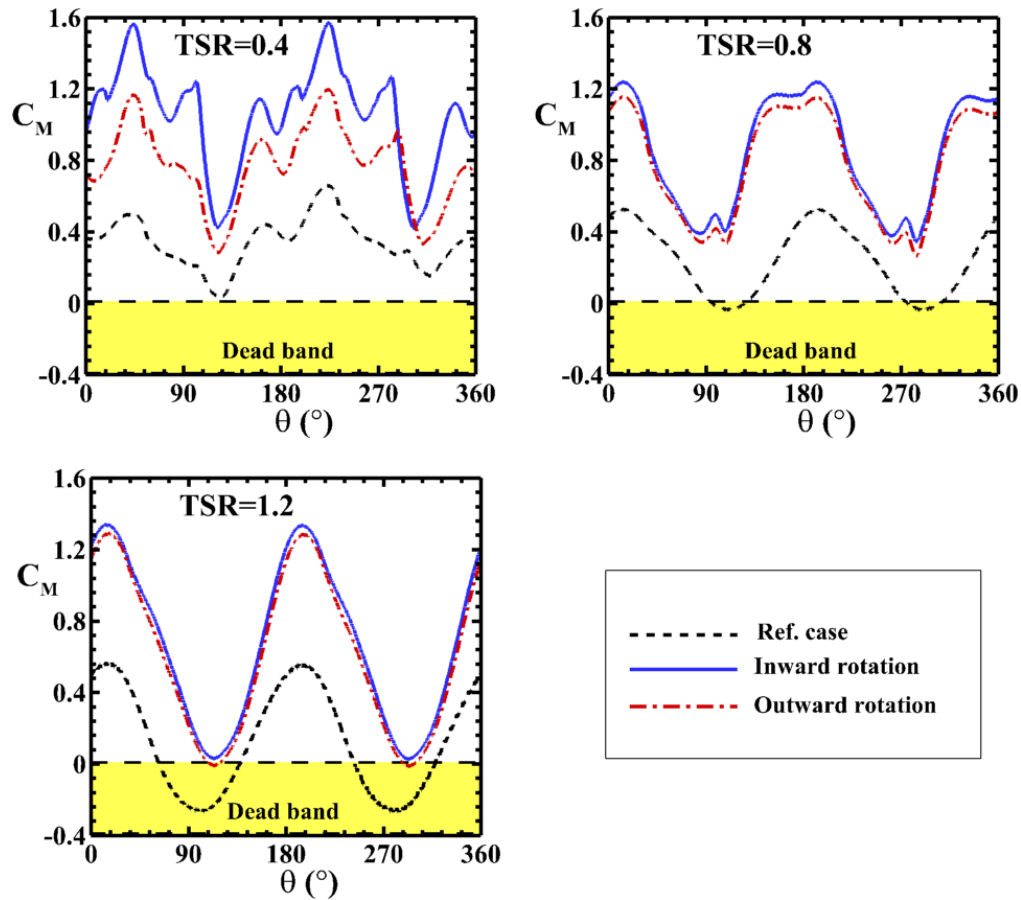 1.6
1.2
0.8
0.4
0
-0.4
C_M
TSR=0.4
Dead band
0 90 180 270 360
θ (°)
1.6
1.2
0.8
0.4
0
-0.4
C_M
TSR=0.8
Dead band
0 90 180 270 360
θ (°)
1.6
1.2
0.8
0.4
0
-0.4
C_M
TSR=1.2
Dead band
0 90 180 270 360
θ (°)
Ref. case
Inward rotation
Outward rotation